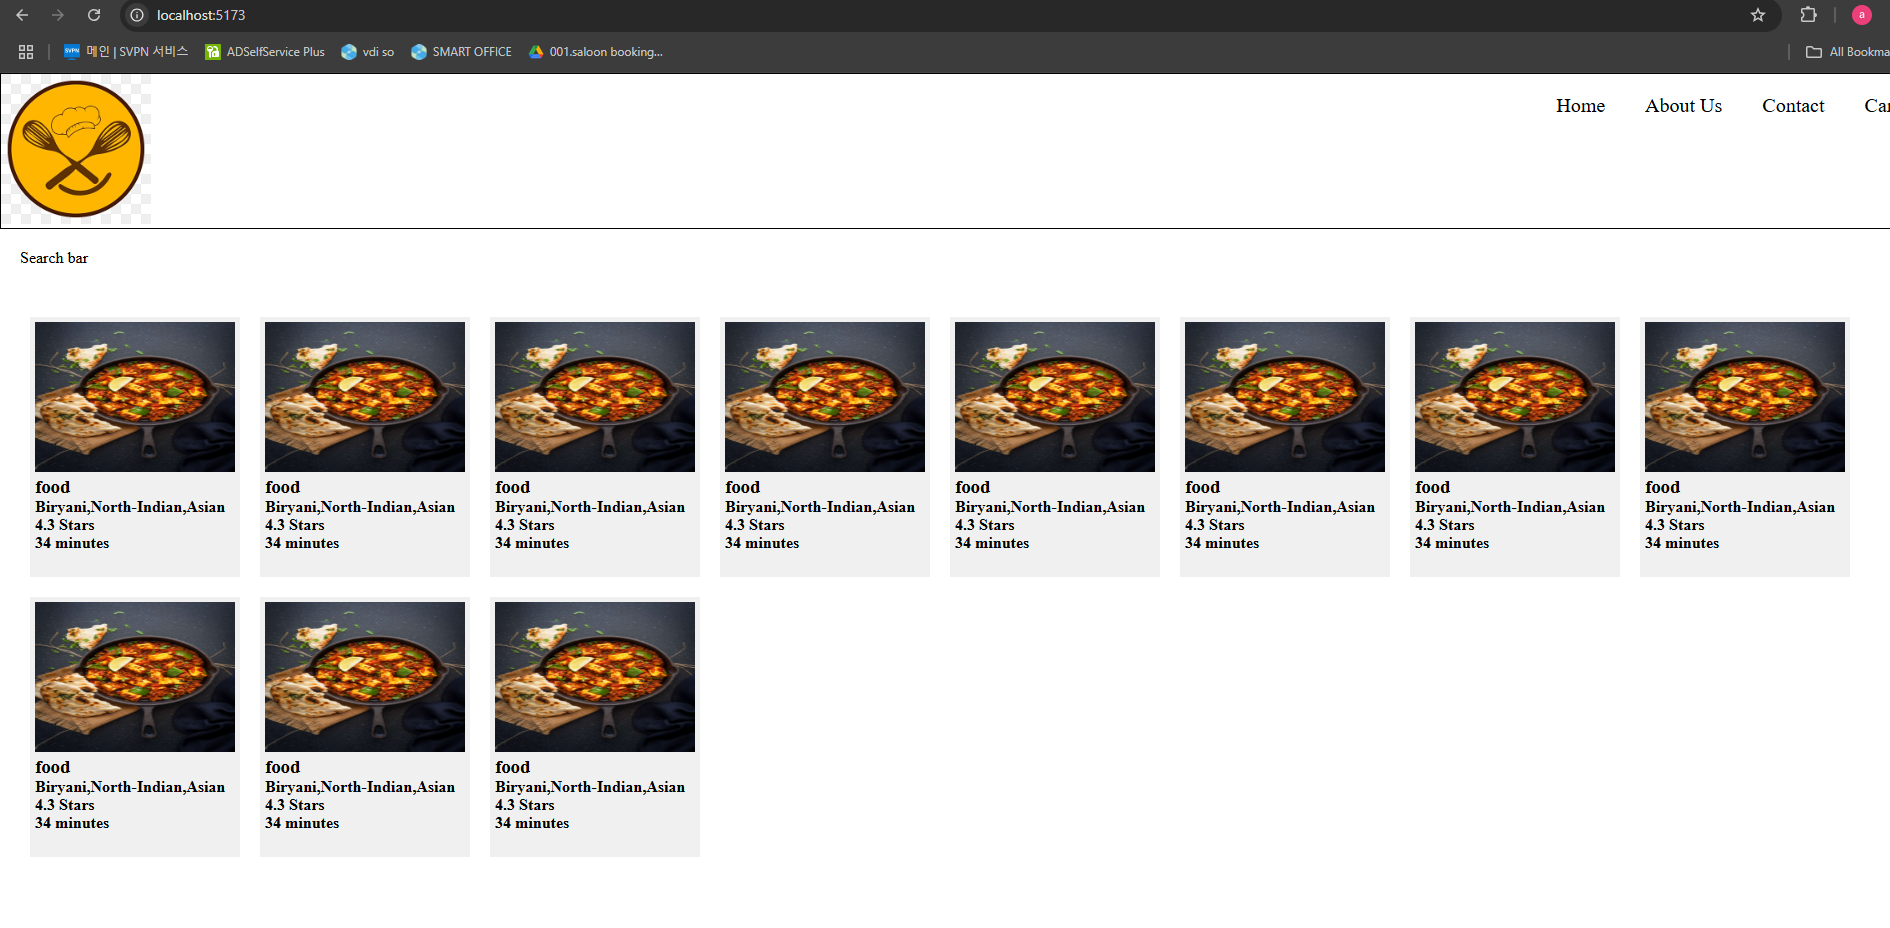 localhost:5173
a
SVPN 메인 | SVPN 서비스 ADSelfService Plus vdi so SMART OFFICE 001.saloon booking... All Bookma
Home About Us Contact Car
Search bar
food food food food food food food food
Biryani,North-Indian,Asian Biryani,North-Indian,Asian Biryani,North-Indian,Asian Biryani,North-Indian,Asian Biryani,North-Indian,Asian Biryani,North-Indian,Asian Biryani,North-Indian,Asian Biryani,North-Indian,Asian
4.3 Stars 4.3 Stars 4.3 Stars 4.3 Stars 4.3 Stars 4.3 Stars 4.3 Stars 4.3 Stars
34 minutes 34 minutes 34 minutes 34 minutes 34 minutes 34 minutes 34 minutes 34 minutes
food food food
Biryani,North-Indian,Asian Biryani,North-Indian,Asian Biryani,North-Indian,Asian
4.3 Stars 4.3 Stars 4.3 Stars
34 minutes 34 minutes 34 minutes